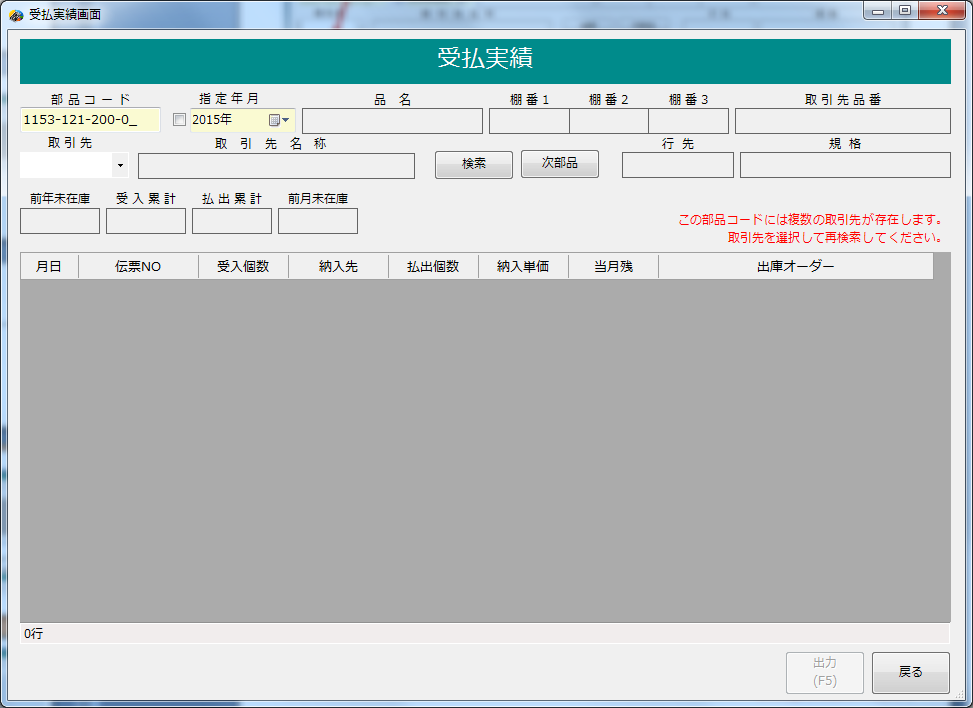 受払実績画面
受払実績
部品コード 指定年月 品 名 棚番1 棚番2 棚番3 取引先品番
1153-121-200-0_ 2015年
取引先 取 引 先 名 称 検索 次部品 行 先 規 格
前年末在庫 受入累計 払出累計 前月末在庫
この部品コードには複数の取引先が存在します。
取引先を選択して再検索してください。
月日 伝票NO 受入個数 納入先 払出個数 納入単価 当月残 出庫オーダー
0行
出力
(F5)
戻る